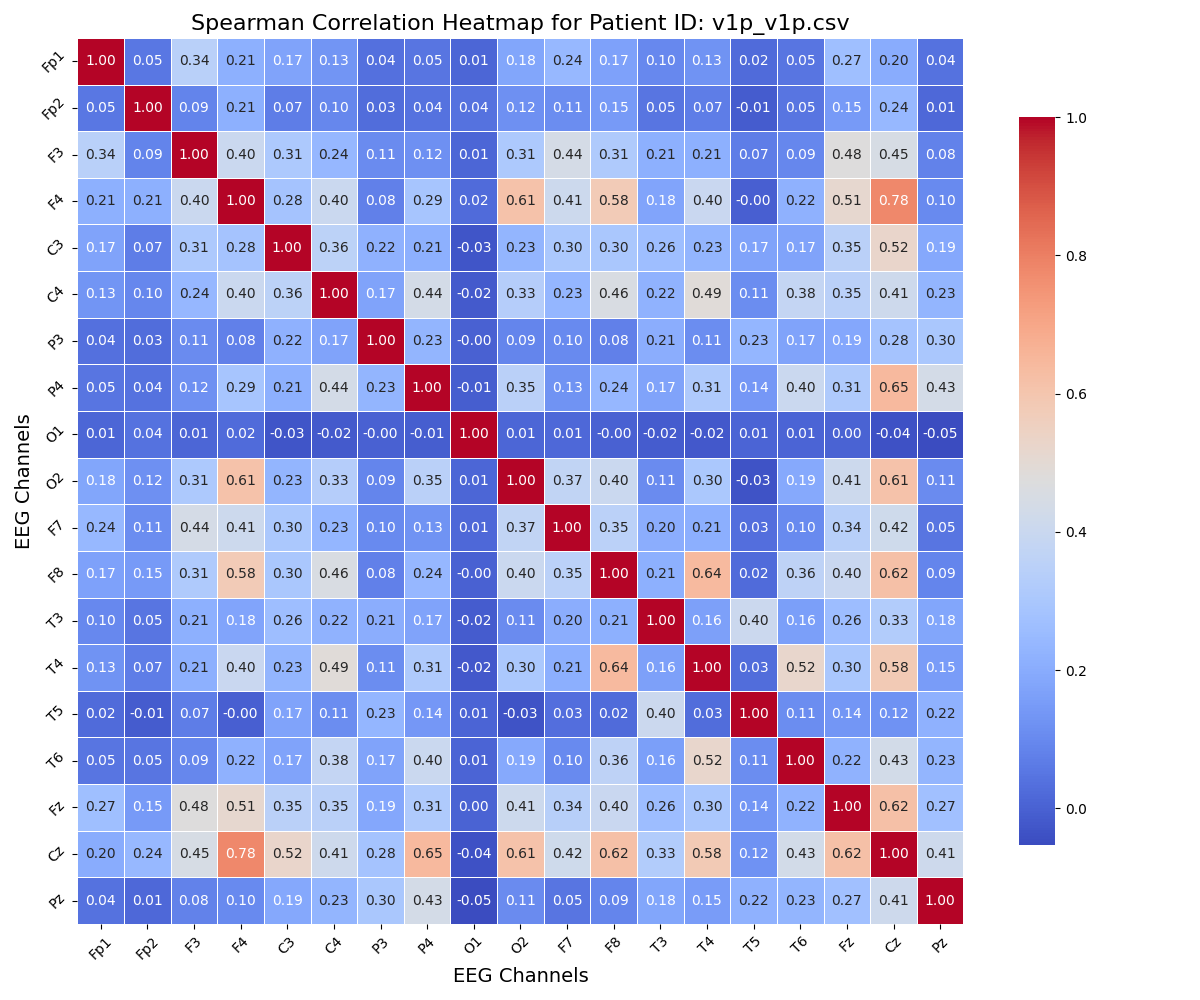 Spearman Correlation Heatmap for Patient ID: v1p_v1p.csv
Fp1 1.00 0.05 0.34 0.21 0.17 0.13 0.04 0.05 0.01 0.18 0.24 0.17 0.10 0.13 0.02 0.05 0.27 0.20 0.04
Fp2 0.05 1.00 0.09 0.21 0.07 0.10 0.03 0.04 0.04 0.12 0.11 0.15 0.05 0.07 -0.01 0.05 0.15 0.24 0.01
F3 0.34 0.09 1.00 0.40 0.31 0.24 0.11 0.12 0.01 0.31 0.44 0.31 0.21 0.21 0.07 0.09 0.48 0.45 0.08
F4 0.21 0.21 0.40 1.00 0.28 0.40 0.08 0.29 0.02 0.61 0.41 0.58 0.18 0.40 -0.00 0.22 0.51 0.78 0.10
C3 0.17 0.07 0.31 0.28 1.00 0.36 0.22 0.21 -0.03 0.23 0.30 0.30 0.26 0.23 0.17 0.17 0.35 0.52 0.19
C4 0.13 0.10 0.24 0.40 0.36 1.00 0.17 0.44 -0.02 0.33 0.23 0.46 0.22 0.49 0.11 0.38 0.35 0.41 0.23
P3 0.04 0.03 0.11 0.08 0.22 0.17 1.00 0.23 -0.00 0.09 0.10 0.08 0.21 0.11 0.23 0.17 0.19 0.28 0.30
P4 0.05 0.04 0.12 0.29 0.21 0.44 0.23 1.00 -0.01 0.35 0.13 0.24 0.17 0.31 0.14 0.40 0.31 0.65 0.43
O1 0.01 0.04 0.01 0.02 -0.03 -0.02 -0.00 -0.01 1.00 0.01 0.01 -0.00 -0.02 -0.02 0.01 0.01 0.00 -0.04 -0.05
O2 0.18 0.12 0.31 0.61 0.23 0.33 0.09 0.35 0.01 1.00 0.37 0.40 0.11 0.30 -0.03 0.19 0.41 0.61 0.11
F7 0.24 0.11 0.44 0.41 0.30 0.23 0.10 0.13 0.01 0.37 1.00 0.35 0.20 0.21 0.03 0.10 0.34 0.42 0.05
F8 0.17 0.15 0.31 0.58 0.30 0.46 0.08 0.24 -0.00 0.40 0.35 1.00 0.21 0.64 0.02 0.36 0.40 0.62 0.09
T3 0.10 0.05 0.21 0.18 0.26 0.22 0.21 0.17 -0.02 0.11 0.20 0.21 1.00 0.16 0.40 0.16 0.26 0.33 0.18
T4 0.13 0.07 0.21 0.40 0.23 0.49 0.11 0.31 -0.02 0.30 0.21 0.64 0.16 1.00 0.03 0.52 0.30 0.58 0.15
T5 0.02 -0.01 0.07 -0.00 0.17 0.11 0.23 0.14 0.01 -0.03 0.03 0.02 0.40 0.03 1.00 0.11 0.14 0.12 0.22
T6 0.05 0.05 0.09 0.22 0.17 0.38 0.17 0.40 0.01 0.19 0.10 0.36 0.16 0.52 0.11 1.00 0.22 0.43 0.23
Fz 0.27 0.15 0.48 0.51 0.35 0.35 0.19 0.31 0.00 0.41 0.34 0.40 0.26 0.30 0.14 0.22 1.00 0.62 0.27
Cz 0.20 0.24 0.45 0.78 0.52 0.41 0.28 0.65 -0.04 0.61 0.42 0.62 0.33 0.58 0.12 0.43 0.62 1.00 0.41
Pz 0.04 0.01 0.08 0.10 0.19 0.23 0.30 0.43 -0.05 0.11 0.05 0.09 0.18 0.15 0.22 0.23 0.27 0.41 1.00
Fp1 Fp2 F3 F4 C3 C4 P3 P4 O1 O2 F7 F8 T3 T4 T5 T6 Fz Cz Pz
EEG Channels
EEG Channels
1.0
0.8
0.6
0.4
0.2
0.0